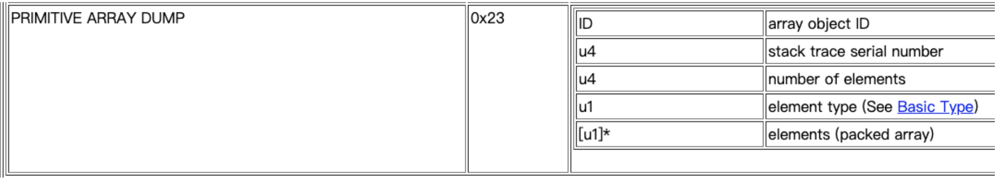 PRIMITIVE ARRAY DUMP 0x23 ID array object ID
u4 stack trace serial number
u4 number of elements
u1 element type (See Basic Type)
[u1]* elements (packed array)